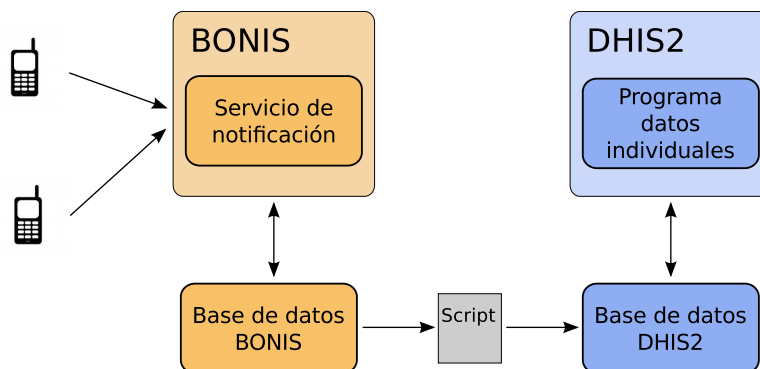 BONIS
Servicio de
notificación
DHIS2
Programa
datos
individuales
Base de datos
BONIS
Script
Base de datos
DHIS2